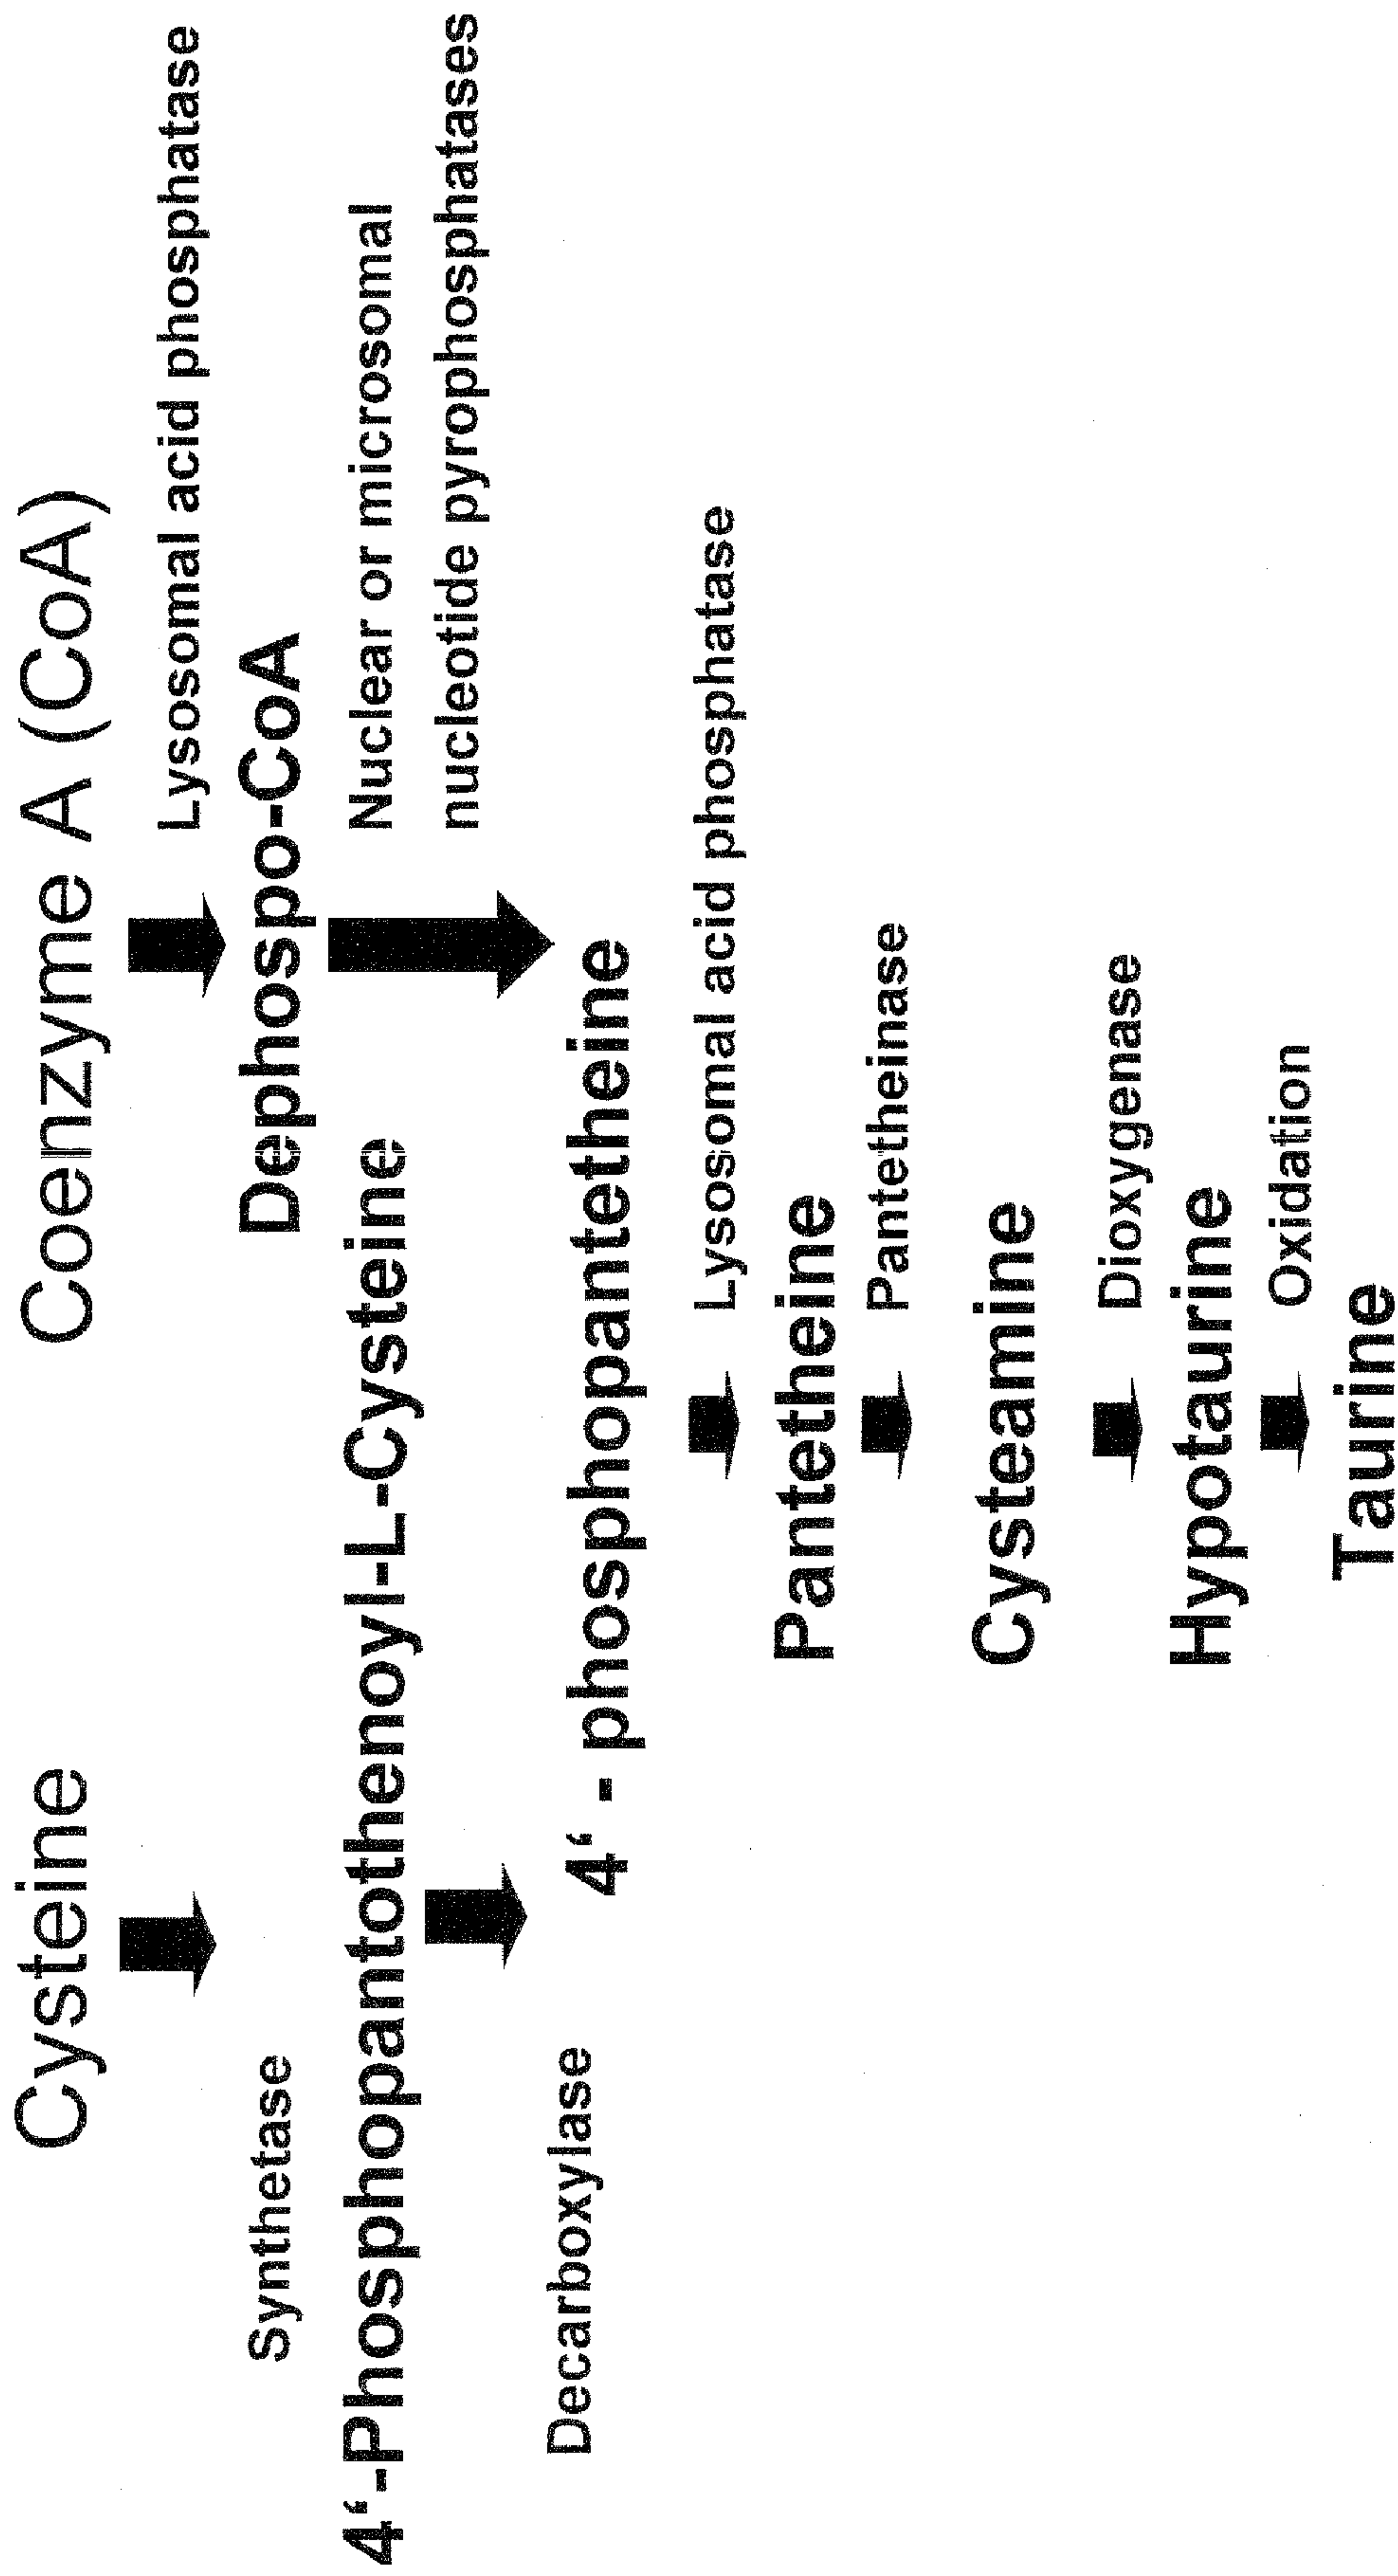 Cysteine
Coenzyme A (CoA)
Lysosomal acid phosphatase
Synthetase
Dephospo-CoA
4‘-Phosphopantothenoyl-L-Cysteine
Nuclear or microsomal
nucleotide pyrophosphatases
Decarboxylase
4‘ - phosphopantetheine
Lysosomal acid phosphatase
Pantetheine
Pantetheinase
Cysteamine
Dioxygenase
Hypotaurine
Oxidation
Taurine